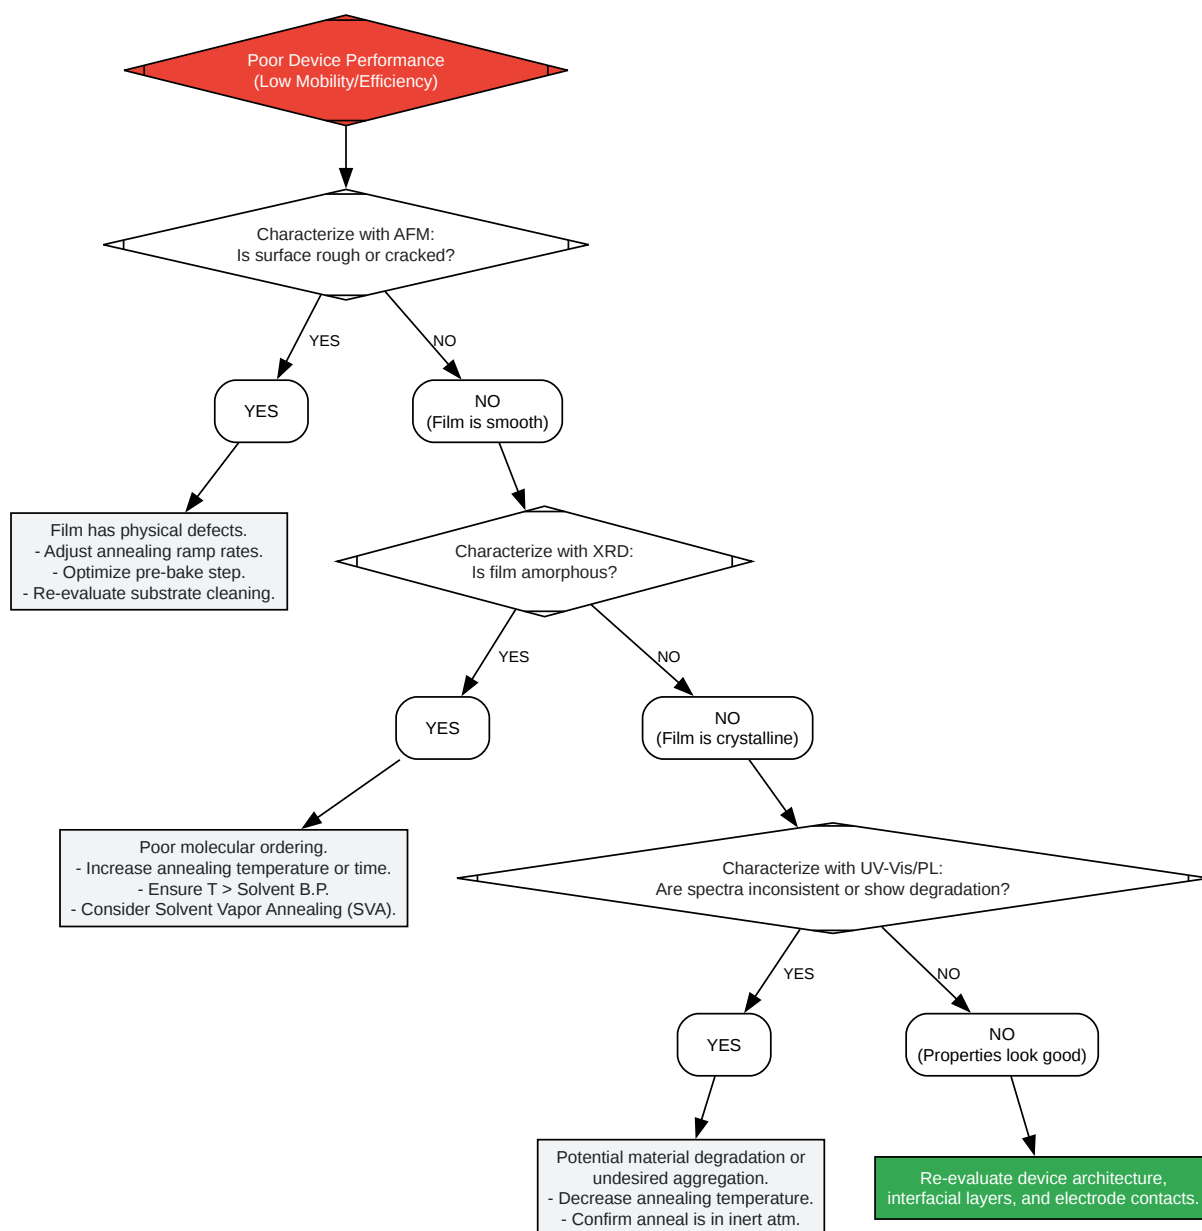 Poor Device Performance
(Low Mobility/Efficiency)
Characterize with AFM:
Is surface rough or cracked?
YES
NO
YES
NO
(Film is smooth)
Film has physical defects.
- Adjust annealing ramp rates.
- Optimize pre-bake step.
- Re-evaluate substrate cleaning.
Characterize with XRD:
Is film amorphous?
YES
NO
YES
NO
(Film is crystalline)
Poor molecular ordering.
- Increase annealing temperature or time.
- Ensure T > Solvent B.P.
- Consider Solvent Vapor Annealing (SVA).
Characterize with UV-Vis/PL:
Are spectra inconsistent or show degradation?
YES
NO
YES
NO
(Properties look good)
Potential material degradation or
undesired aggregation.
- Decrease annealing temperature.
- Confirm anneal is in inert atm.
Re-evaluate device architecture,
interfacial layers, and electrode contacts.